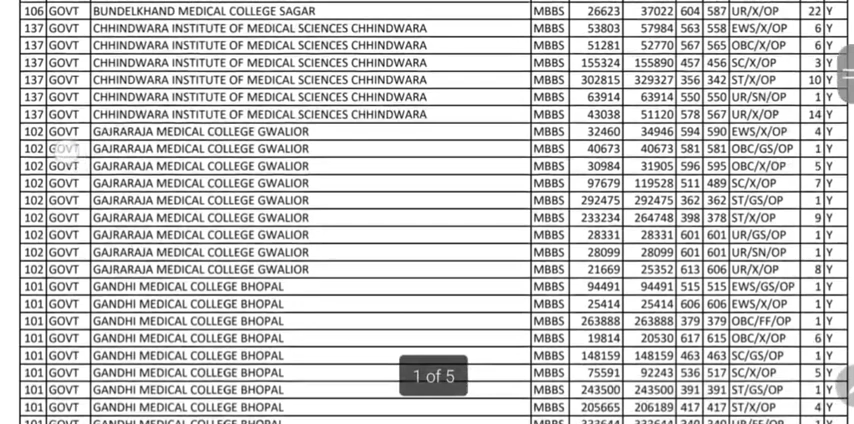 106 GOVT BUNDELKHAND MEDICAL COLLEGE SAGAR MBBS 26623 37022 604 587 UR/X/OP 22 Y
137 GOVT CHHINDWARA INSTITUTE OF MEDICAL SCIENCES CHHINDWARA MBBS 53803 57984 563 558 EWS/X/OP 6 Y
137 GOVT CHHINDWARA INSTITUTE OF MEDICAL SCIENCES CHHINDWARA MBBS 51281 52770 567 565 OBC/X/OP 6 Y
137 GOVT CHHINDWARA INSTITUTE OF MEDICAL SCIENCES CHHINDWARA MBBS 155324 155890 457 456 SC/X/OP 3 Y
137 GOVT CHHINDWARA INSTITUTE OF MEDICAL SCIENCES CHHINDWARA MBBS 302815 329327 356 342 ST/X/OP 10 Y
137 GOVT CHHINDWARA INSTITUTE OF MEDICAL SCIENCES CHHINDWARA MBBS 63914 63914 550 550 UR/SN/OP 1 Y
137 GOVT CHHINDWARA INSTITUTE OF MEDICAL SCIENCES CHHINDWARA MBBS 43038 51120 578 567 UR/X/OP 14 Y
102 GOVT GAJRARAJA MEDICAL COLLEGE GWALIOR MBBS 32460 34946 594 590 EWS/X/OP 4 Y
102 GOVT GAJRARAJA MEDICAL COLLEGE GWALIOR MBBS 40673 40673 581 581 OBC/GS/OP 1 Y
102 GOVT GAJRARAJA MEDICAL COLLEGE GWALIOR MBBS 30984 31905 596 595 OBC/X/OP 5 Y
102 GOVT GAJRARAJA MEDICAL COLLEGE GWALIOR MBBS 97679 119528 511 489 SC/X/OP 7 Y
102 GOVT GAJRARAJA MEDICAL COLLEGE GWALIOR MBBS 292475 292475 362 362 ST/GS/OP 1 Y
102 GOVT GAJRARAJA MEDICAL COLLEGE GWALIOR MBBS 233234 264748 398 378 ST/X/OP 9 Y
102 GOVT GAJRARAJA MEDICAL COLLEGE GWALIOR MBBS 28331 28331 601 601 UR/GS/OP 1 Y
102 GOVT GAJRARAJA MEDICAL COLLEGE GWALIOR MBBS 28099 28099 601 601 UR/SN/OP 1 Y
102 GOVT GAJRARAJA MEDICAL COLLEGE GWALIOR MBBS 21669 25352 613 606 UR/X/OP 8 Y
101 GOVT GANDHI MEDICAL COLLEGE BHOPAL MBBS 94491 94491 515 515 EWS/GS/OP 1 Y
101 GOVT GANDHI MEDICAL COLLEGE BHOPAL MBBS 25414 25414 606 606 EWS/X/OP 1 Y
101 GOVT GANDHI MEDICAL COLLEGE BHOPAL MBBS 263888 263888 379 379 OBC/FF/OP 1 Y
101 GOVT GANDHI MEDICAL COLLEGE BHOPAL MBBS 19814 20530 617 615 OBC/X/OP 6 Y
101 GOVT GANDHI MEDICAL COLLEGE BHOPAL MBBS 148159 148159 463 463 SC/GS/OP 1 Y
101 GOVT GANDHI MEDICAL COLLEGE BHOPAL MBBS 75591 92243 536 517 SC/X/OP 5 Y
1 of 5
101 GOVT GANDHI MEDICAL COLLEGE BHOPAL MBBS 243500 243500 391 391 ST/GS/OP 1 Y
101 GOVT GANDHI MEDICAL COLLEGE BHOPAL MBBS 205665 206189 417 417 ST/X/OP 4 Y